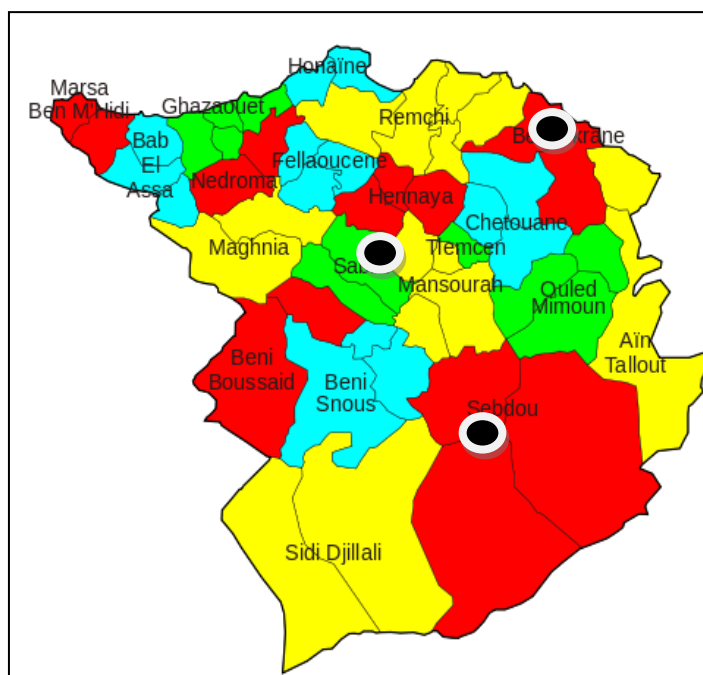 Honaïne
Marsa
Ben M'Hidi
Ghazaouet
Remchi
Bab
El
Assa
Fellaoucene
Nedroma
Hennaya
Chetouane
Maghnia
Tlemcen
Mansourah
Ouled
Mimoun
Aïn
Tallout
Beni
Boussaid
Beni
Snous
Sebdou
Sidi Djillali